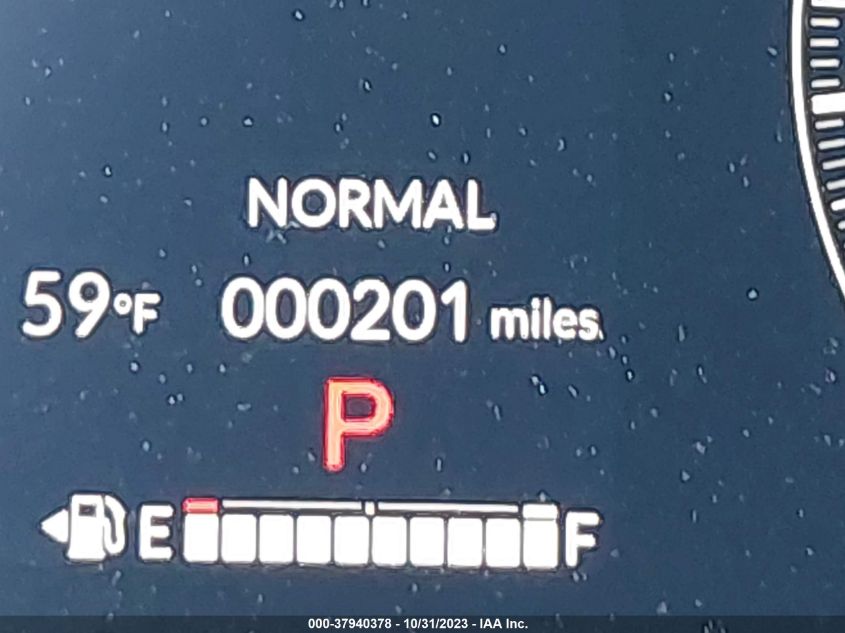 NORMAL
59°F 000201 miles
P
E F
000-37940378 - 10/31/2023 - IAA Inc.